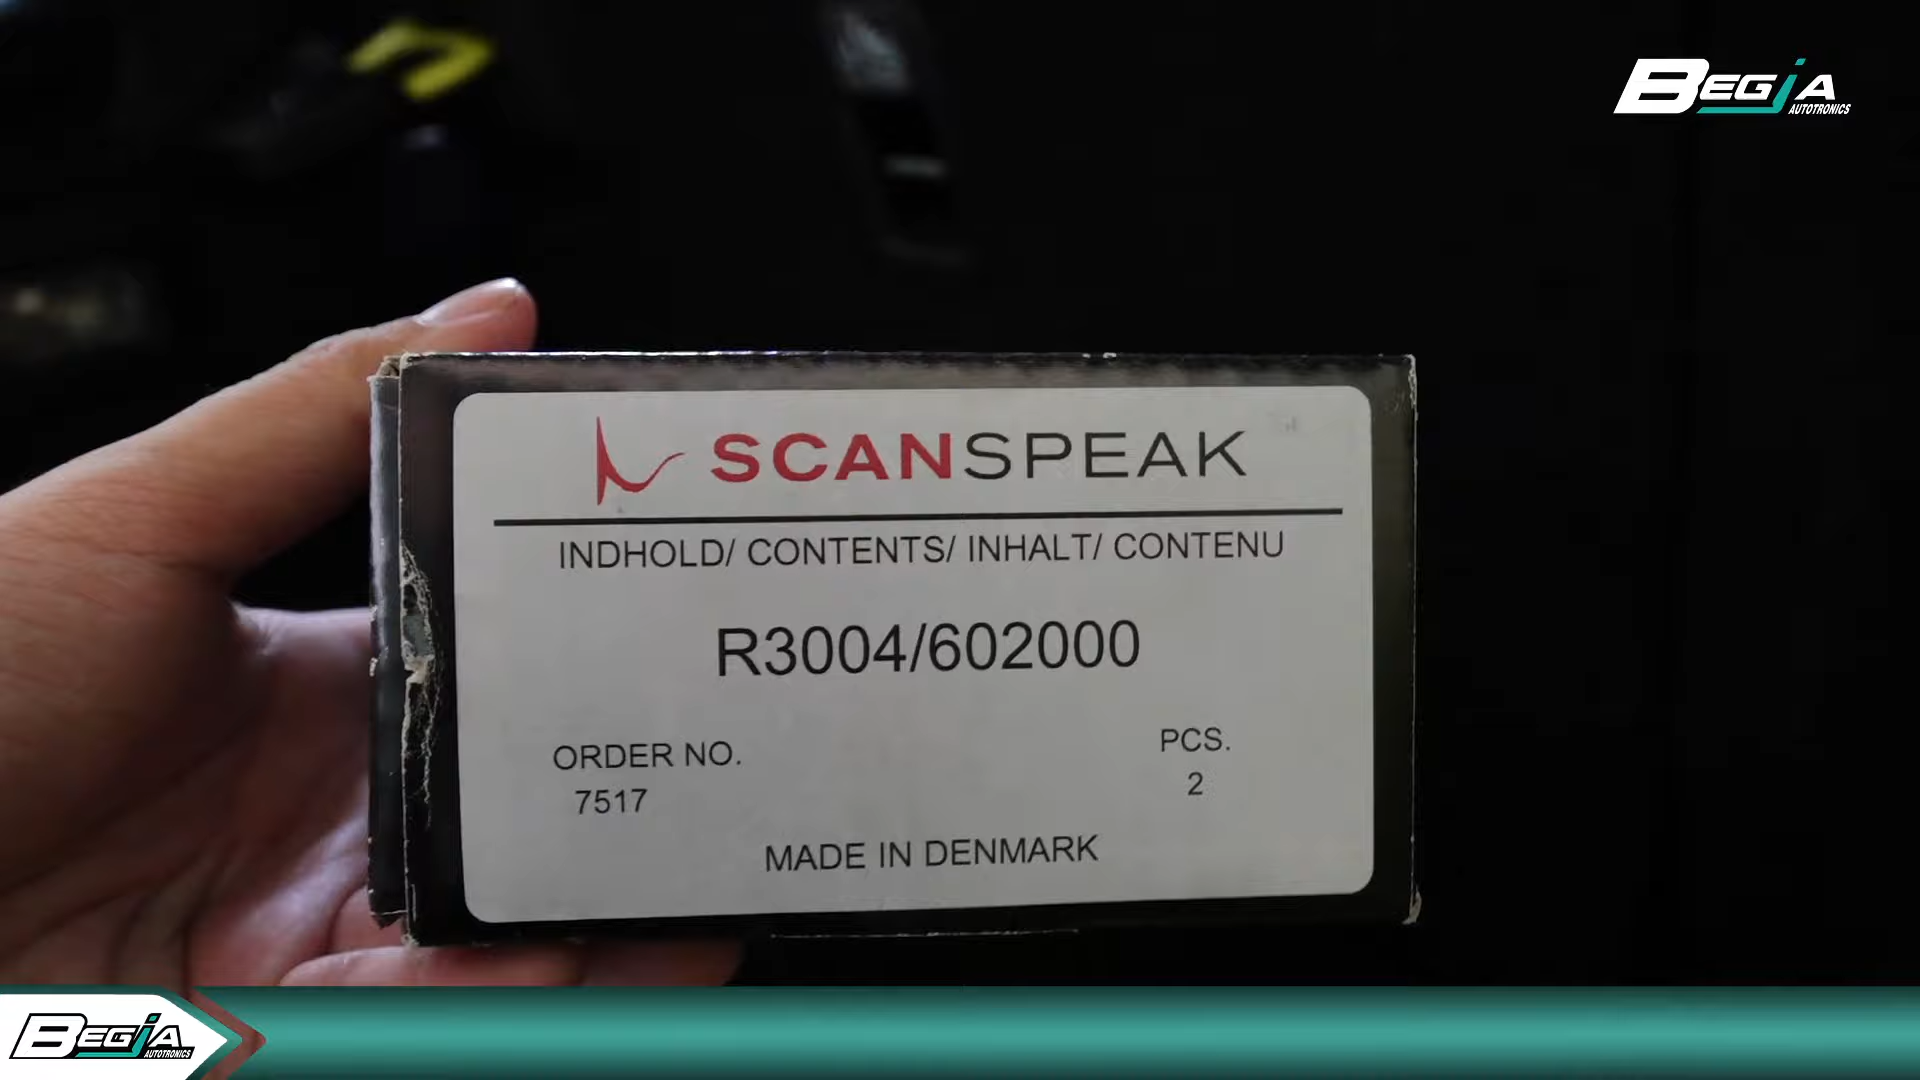 BEGJA
AUTOTRONICS
SCANSPEAK
INDHOLD/ CONTENTS/ INHALT/ CONTENU
R3004/602000
ORDER NO.
7517
PCS.
2
MADE IN DENMARK
BEGJA
AUTOTRONICS